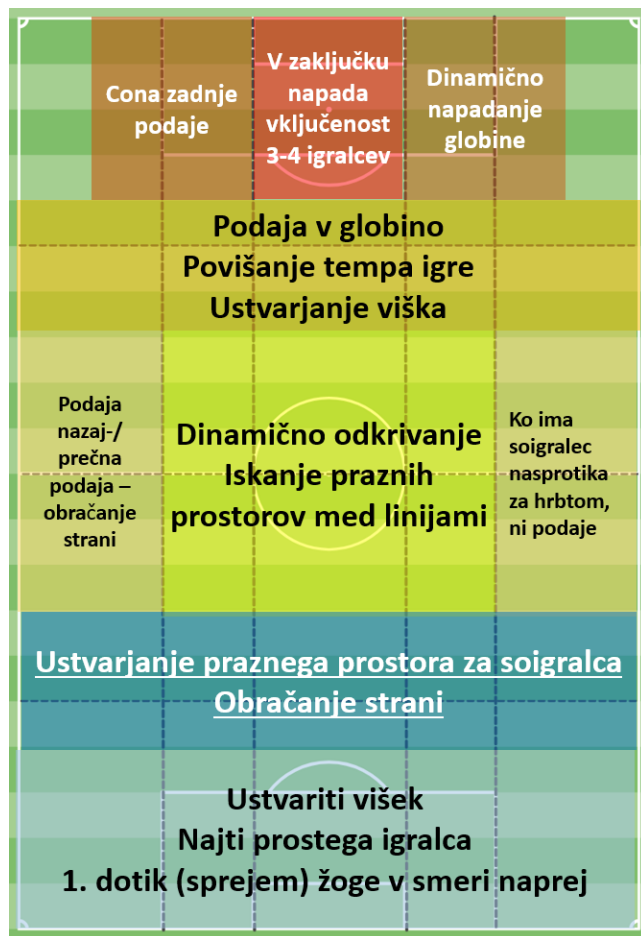 Cona zadnje
podaje
V zaključku
napada
vključenost
3-4 igralcev
Dinamično
napadanje
globine
Podaja v globino
Povišanje tempa igre
Ustvarjanje viška
Podaja
nazaj-/
prečna
podaja –
obračanje
strani
Dinamično odkrivanje
Iskanje praznih
prostorov med linijami
Ko ima
soigralec
nasprotika
za hrbtom,
ni podaje
Ustvarjanje praznega prostora za soigralca
Obračanje strani
Ustvariti višek
Najti prostega igralca
1. dotik (sprejem) žoge v smeri naprej